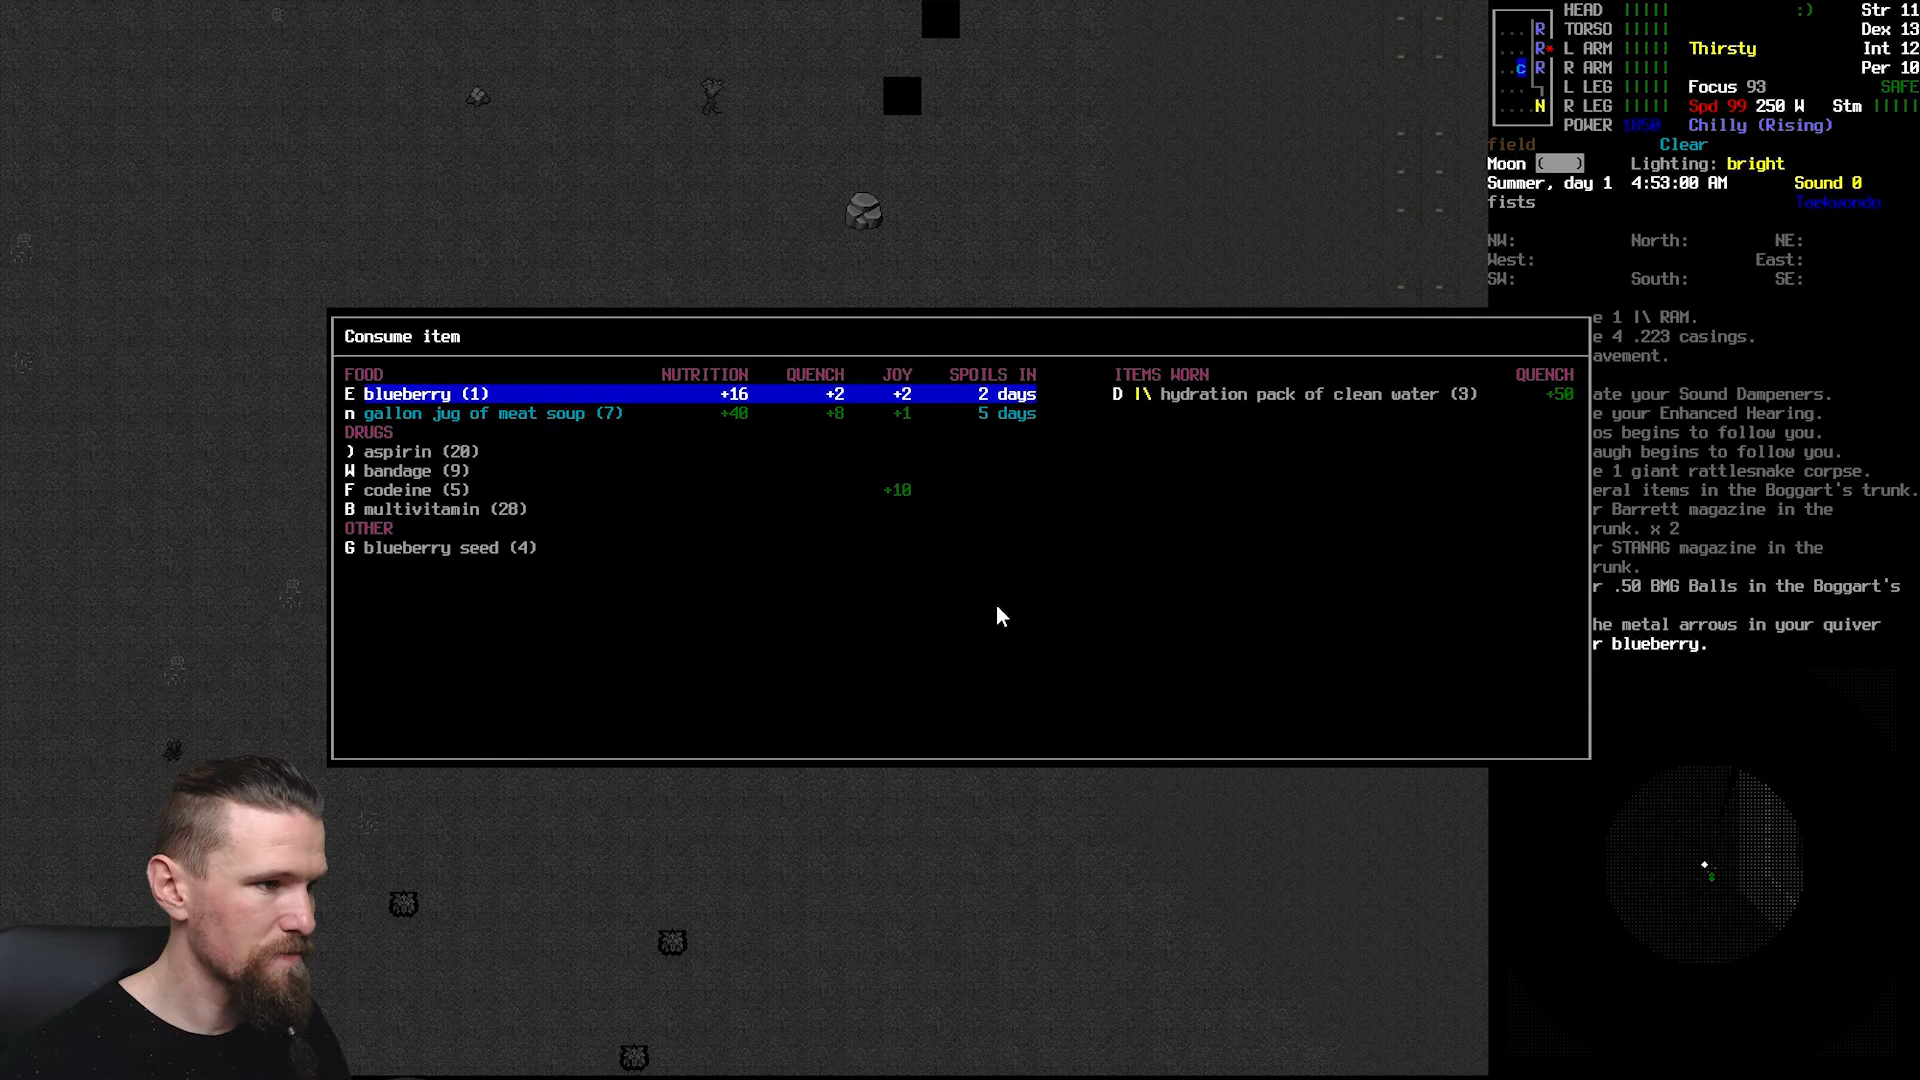 HEAD ||||| :) Str 11
R TORSO ||||| Dex 13
R* L ARM ||||| Thirsty Int 12
c R R ARM ||||| Per 10
L LEG ||||| Focus 93 SAFE
N R LEG ||||| Spd 99 250 W Stm |||||
POWER 1850 Chilly (Rising)
field Clear
Moon ( ) Lighting: bright
Summer, day 1 4:53:00 AM Sound 0
fists Taekwondo
NW: North: NE:
West: East:
SW: South: SE:
Consume item
FOOD NUTRITION QUENCH JOY SPOILS IN
E blueberry (1) +16 +2 +2 2 days
n gallon jug of meat soup (7) +40 +8 +1 5 days
DRUGS
) aspirin (20)
W bandage (9)
F codeine (5) +10
B multivitamin (28)
OTHER
G blueberry seed (4)
ITEMS WORN QUENCH
D |\ hydration pack of clean water (3) +50
e 1 |\ RAM.
e 4 .223 casings.
avement.
ate your Sound Dampeners.
e your Enhanced Hearing.
os begins to follow you.
augh begins to follow you.
e 1 giant rattlesnake corpse.
eral items in the Boggart's trunk.
r Barrett magazine in the
runk. x 2
r STANAG magazine in the
runk.
r .50 BMG Balls in the Boggart's
he metal arrows in your quiver
r blueberry.